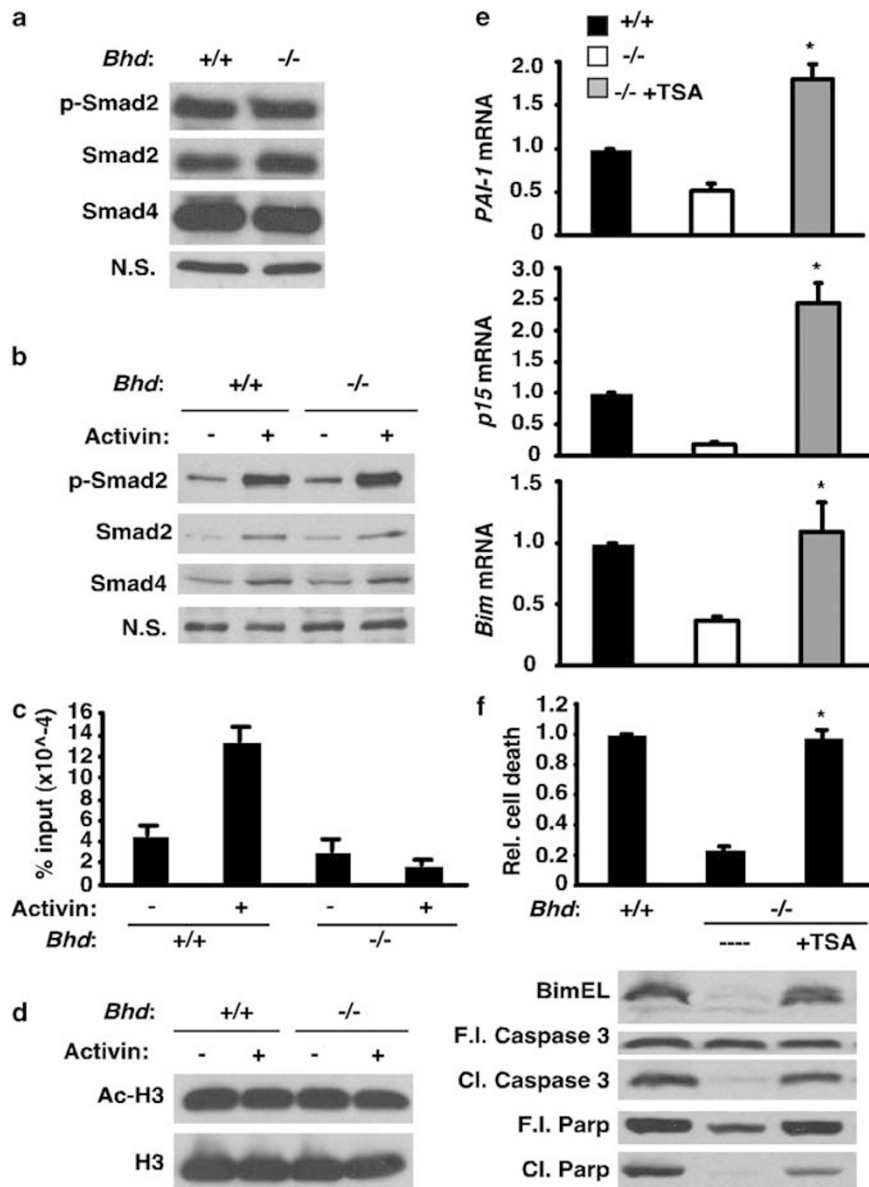 a
Bhd: +/+ -/-
p-Smad2
Smad2
Smad4
N.S.
b
Bhd: +/+ -/-
Activin: - + - +
p-Smad2
Smad2
Smad4
N.S.
c
% input (x10^-4)
16
14
12
10
8
6
4
2
0
Activin: - + - +
Bhd: +/+ -/-
d
Bhd: +/+ -/-
Activin: - + - +
Ac-H3
H3
e
+/+
-/-
-/- +TSA
PAI-1 mRNA
2.0
1.5
1.0
0.5
0
*
p15 mRNA
3.0
2.5
2.0
1.5
1.0
0.5
0
*
Bim mRNA
1.5
1.0
0.5
0
*
f
Rel. cell death
1.2
1.0
0.8
0.6
0.4
0.2
0
*
Bhd: +/+ -/-
---- +TSA
BimEL
F.l. Caspase 3
Cl. Caspase 3
F.l. Parp
Cl. Parp